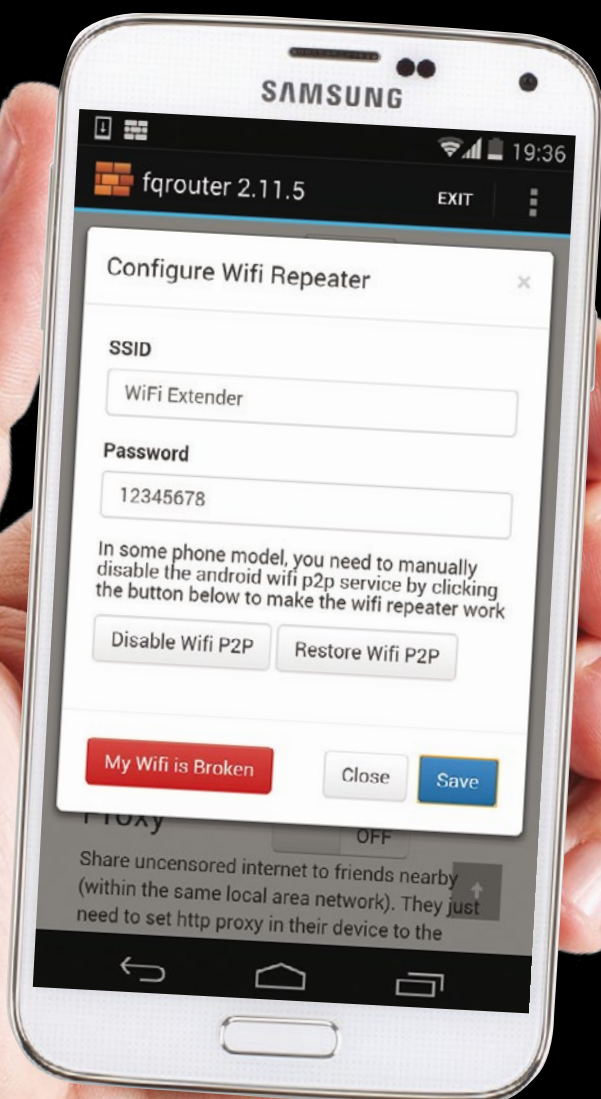 SAMSUNG
19:36
fqrouter 2.11.5
EXIT
Configure Wifi Repeater
×
SSID
WiFi Extender
Password
12345678
In some phone model, you need to manually
disable the android wifi p2p service by clicking
the button below to make the wifi repeater work
Disable Wifi P2P
Restore Wifi P2P
My Wifi is Broken
Close
Save
Proxy
OFF
Share uncensored internet to friends nearby
(within the same local area network). They just
need to set http proxy in their device to the